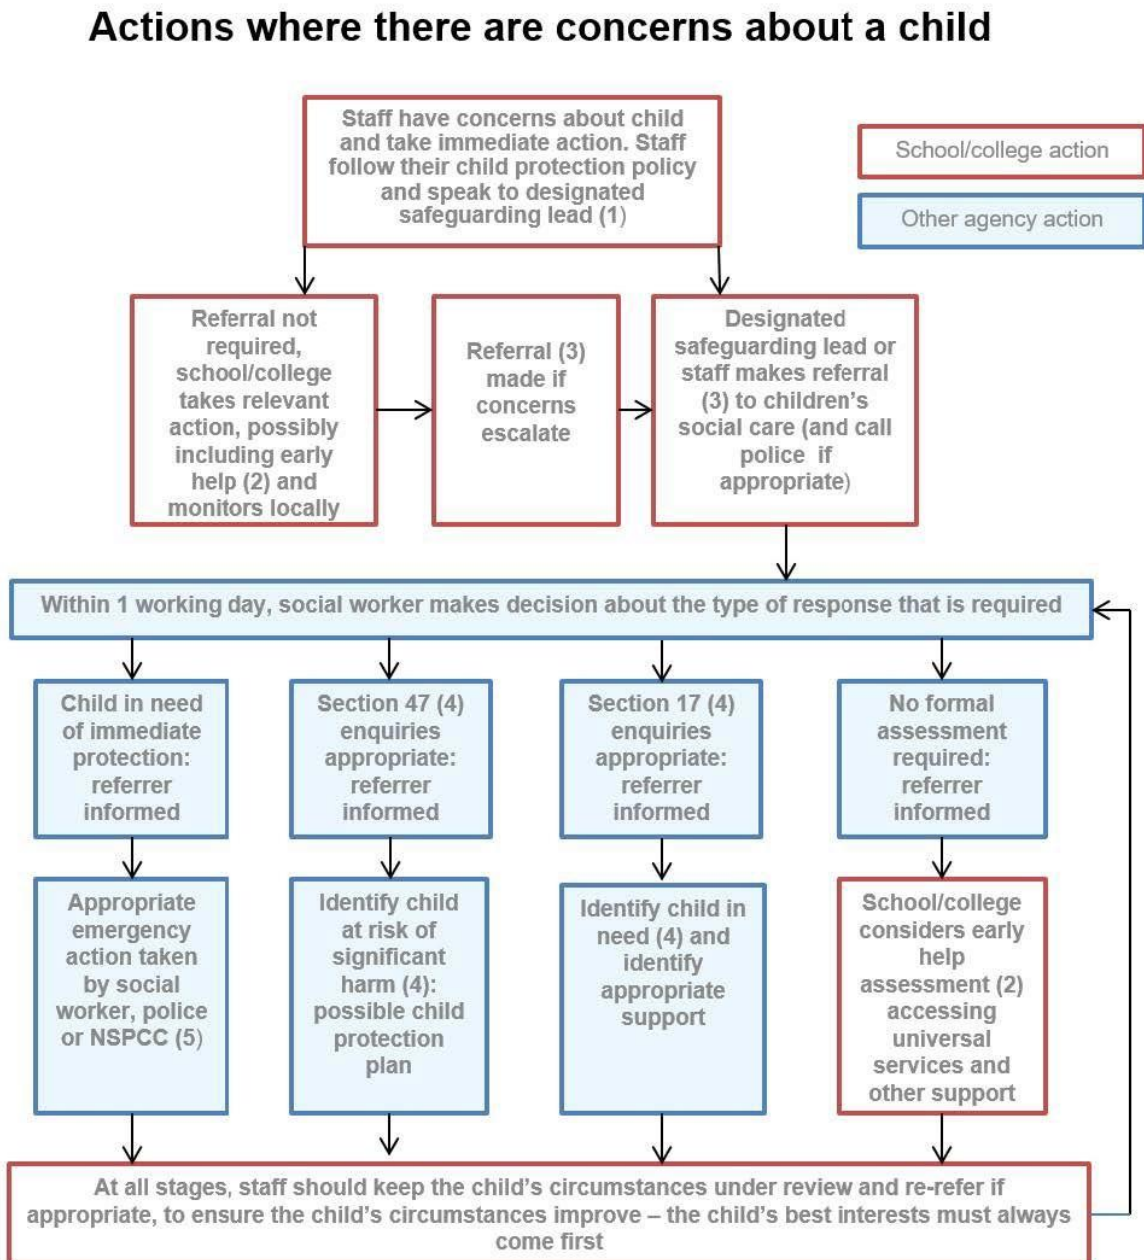 Actions where there are concerns about a child
Staff have concerns about child
and take immediate action. Staff
follow their child protection policy
and speak to designated
safeguarding lead (1)
School/college action
Other agency action
Referral not
required,
school/college
takes relevant
action, possibly
including early
help (2) and
monitors locally
Referral (3)
made if
concerns
escalate
Designated
safeguarding lead or
staff makes referral
(3) to children’s
social care (and call
police if
appropriate)
Within 1 working day, social worker makes decision about the type of response that is required
Child in need
of immediate
protection:
referrer
informed
Section 47 (4)
enquiries
appropriate:
referrer
informed
Section 17 (4)
enquiries
appropriate:
referrer
informed
No formal
assessment
required:
referrer
informed
Appropriate
emergency
action taken
by social
worker, police
or NSPCC (5)
Identify child
at risk of
significant
harm (4):
possible child
protection
plan
Identify child in
need (4) and
identify
appropriate
support
School/college
considers early
help
assessment (2)
accessing
universal
services and
other support
At all stages, staff should keep the child’s circumstances under review and re-refer if
appropriate, to ensure the child’s circumstances improve – the child’s best interests must always
come first